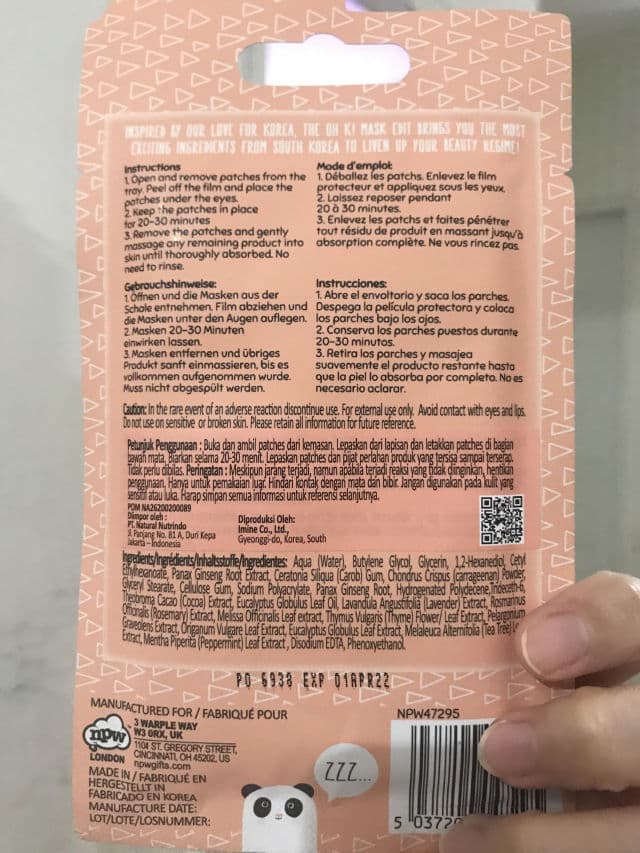 INSPIRED BY OUR LOVE FOR KOREA, THE OH K! MASK EDIT BRINGS YOU THE MOST
EXCITING INGREDIENTS FROM SOUTH KOREA TO LIVEN UP YOUR BEAUTY REGIME!
Instructions
1. Open and remove patches from the
tray. Peel off the film and place the
patches under the eyes.
2. Keep the patches in place
for 20-30 minutes
3. Remove the patches and gently
massage any remaining product into
skin until thoroughly absorbed. No
need to rinse.
Mode d'emploi:
1. Déballez les patchs. Enlevez le film
protecteur et appliquez sous les yeux.
2. Laissez reposer pendant
20 à 30 minutes.
3. Enlevez les patchs et faites pénétrer
tout résidu de produit en massant jusqu'à
absorption complète. Ne vous rincez pas.
Gebrauchshinweise:
1. Öffnen und die Masken aus der
Schale entnehmen. Film abziehen und
die Masken unter den Augen auflegen.
2. Masken 20-30 Minuten
einwirken lassen.
3. Masken entfernen und übriges
Produkt sanft einmassieren, bis es
vollkommen aufgenommen wurde.
Muss nicht abgespült werden.
Instrucciones:
1. Abre el envoltorio y saca los parches.
Despega la película protectora y coloca
los parches bajo los ojos.
2. Conserva los parches puestos durante
20-30 minutos.
3. Retira los parches y masajea
suavemente el producto restante hasta
que la piel lo absorba por completo. No es
necesario aclarar.
Caution: In the rare event of an adverse reaction discontinue use. For external use only. Avoid contact with eyes and lips.
Do not use on sensitive or broken skin. Please retain all information for future reference.
Petunjuk Penggunaan : Buka dan ambil patches dari kemasan. Lepaskan dari lapisan dan letakkan patches di bagian
bawah mata. Biarkan selama 20-30 menit. Lepaskan patches dan pijat perlahan produk yang tersisa sampai terserap.
Tidak perlu dibilas. Peringatan : Meskipun jarang terjadi, namun apabila terjadi reaksi yang tidak diinginkan, hentikan
penggunaan. Hanya untuk pemakaian luar. Hindari kontak dengan mata dan bibir. Jangan digunakan pada kulit yang
sensitif atau luka. Harap simpan semua informasi untuk referensi selanjutnya.
POM NA26200200089
Diimpor oleh :
PT. Natural Nutrindo
Jl. Panjang No. 81 A, Duri Kepa
Jakarta - Indonesia
Diproduksi Oleh:
Imine Co., Ltd.,
Gyeonggi-do, Korea, South
Ingredients/Ingrédients/Inhaltsstoffe/Ingredientes: Aqua (Water), Butylene Glycol, Glycerin, 1,2-Hexanediol, Cetyl
Ethylhexanoate, Panax Ginseng Root Extract, Ceratonia Siliqua (Carob) Gum, Chondrus Crispus (carrageenan) Powder,
Glyceryl Stearate, Cellulose Gum, Sodium Polyacrylate, Panax Ginseng Root, Hydrogenated Polydecene, Trideceth-6,
Theobroma Cacao (Cocoa) Extract, Eucalyptus Globulus Leaf Oil, Lavandula Angustifolia (Lavender) Extract, Rosmarinus
Officinalis (Rosemary) Extract, Melissa Officinalis Leaf extract, Thymus Vulgaris (Thyme) Flower/ Leaf Extract, Pelargonium
Graveolens Extract, Origanum Vulgare Leaf Extract, Eucalyptus Globulus Leaf Extract, Melaleuca Alternifolia (Tea Tree)
Extract, Mentha Piperita (Peppermint) Leaf Extract, Disodium EDTA, Phenoxyethanol.
PO 6938 EXP 01APR22
MANUFACTURED FOR / FABRIQUÉ POUR
npw
LONDON
3 WARPLE WAY
W3 0RX, UK
1104 ST. GREGORY STREET,
CINCINNATI, OH 45202, US
npwgifts.com
MADE IN / FABRIQUÉ EN
HERGESTELLT IN
FABRICADO EN KOREA
MANUFACTURE DATE:
LOT/LOTE/LOSNUMMER:
ZZZ...
NPW47295
5 03728